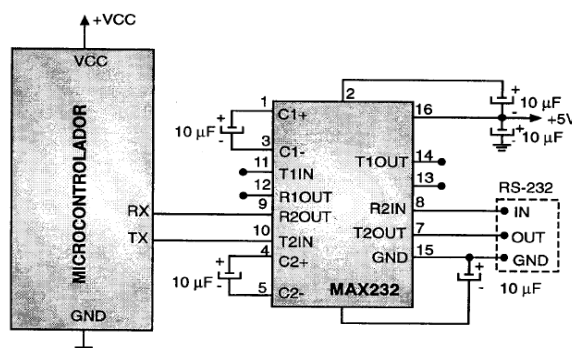 +VCC
VCC
MICROCONTROLADOR
RX
TX
GND
1
C1+
10 µF
+
-
3
C1-
11
T1IN
12
R1OUT
9
R2OUT
10
T2IN
4
C2+
10 µF
+
-
5
C2-
MAX232
2
16
T1OUT
14
13
R2IN
8
T2OUT
7
GND
15
+
10 µF
-
+5V
+
10 µF
-
RS-232
IN
OUT
GND
+
-
10 µF